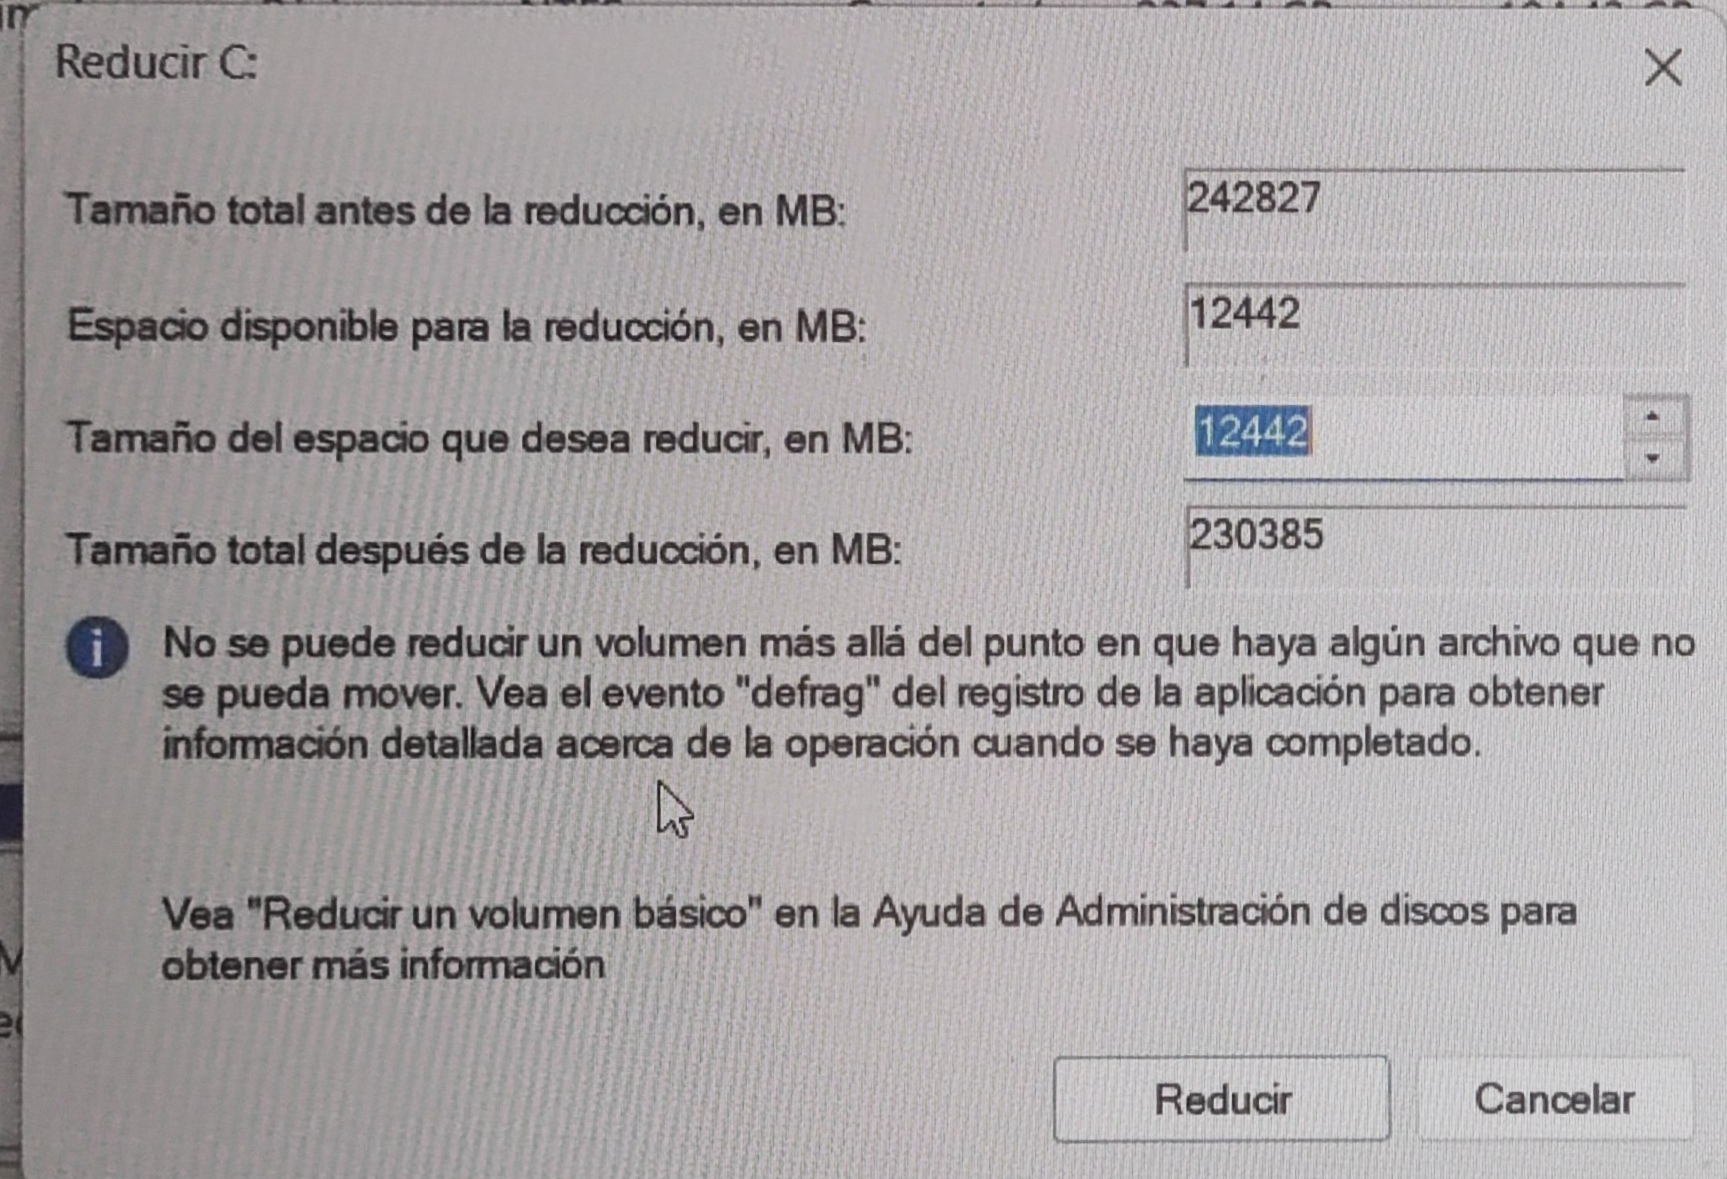 Reducir C:
Tamaño total antes de la reducción, en MB: 242827
Espacio disponible para la reducción, en MB: 12442
Tamaño del espacio que desea reducir, en MB: 12442
Tamaño total después de la reducción, en MB: 230385
No se puede reducir un volumen más allá del punto en que haya algún archivo que no
se pueda mover. Vea el evento "defrag" del registro de la aplicación para obtener
información detallada acerca de la operación cuando se haya completado.
Vea "Reducir un volumen básico" en la Ayuda de Administración de discos para
obtener más información
Reducir Cancelar